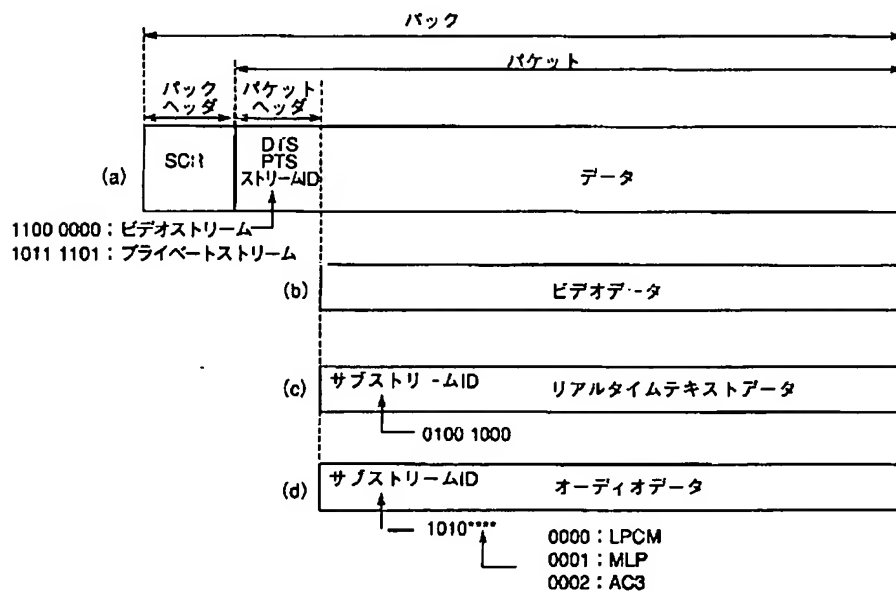 パック
パケット
パック
ヘッダ
パケット
ヘッダ
(a)
SCR
DTS
PTS
ストリームID
データ
1100 0000：ビデオストリーム
1011 1101：プライベートストリーム
(b)
ビデオデータ
(c)
サブストリームID
リアルタイムテキストデータ
0100 1000
(d)
サブストリームID
オーディオデータ
1010****
0000：LPCM
0001：MLP
0002：AC3